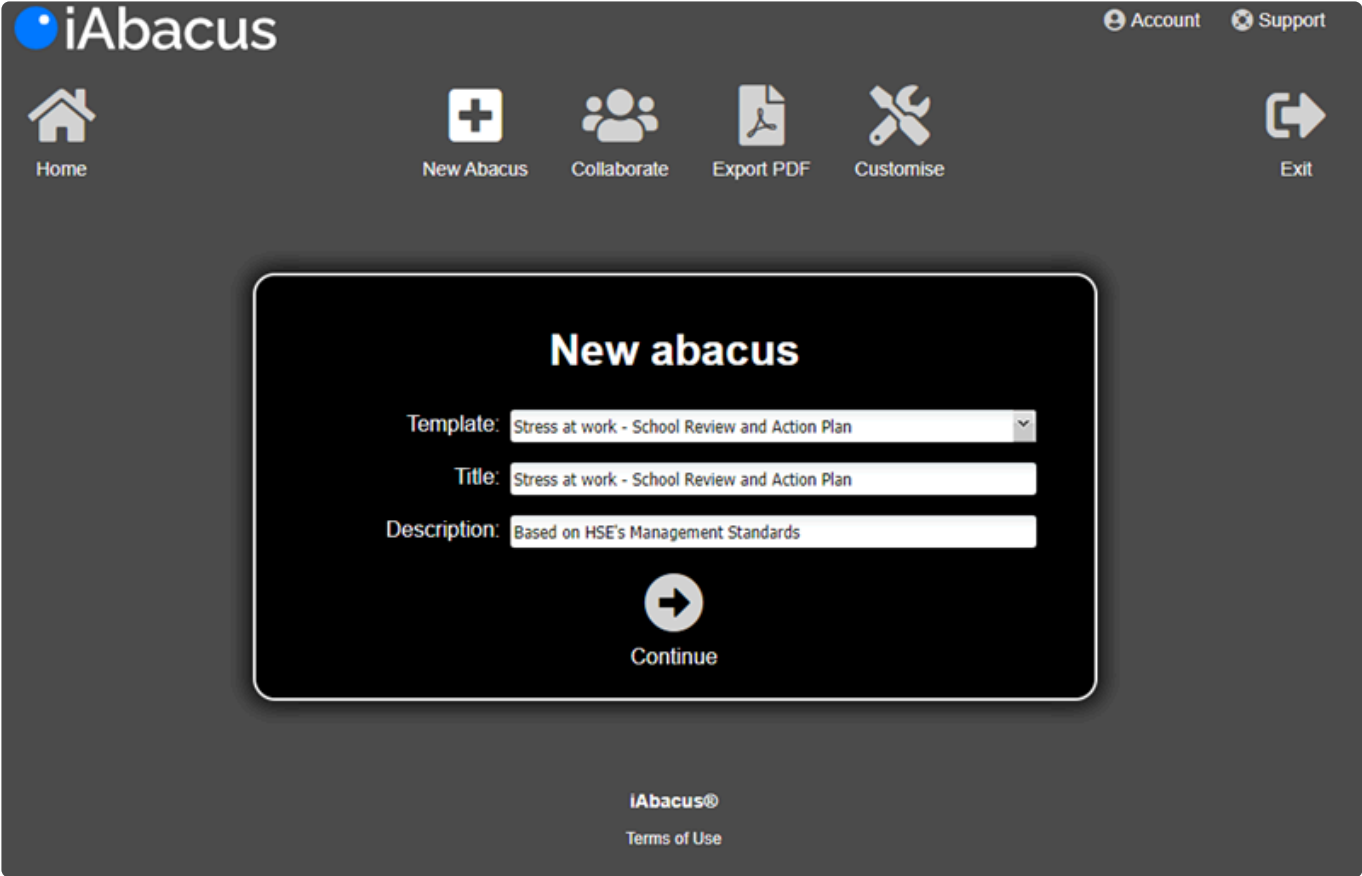 iAbacus
Account Support
Home New Abacus Collaborate Export PDF Customise Exit
New abacus
Template: Stress at work - School Review and Action Plan
Title: Stress at work - School Review and Action Plan
Description: Based on HSE's Management Standards
Continue
iAbacus®
Terms of Use